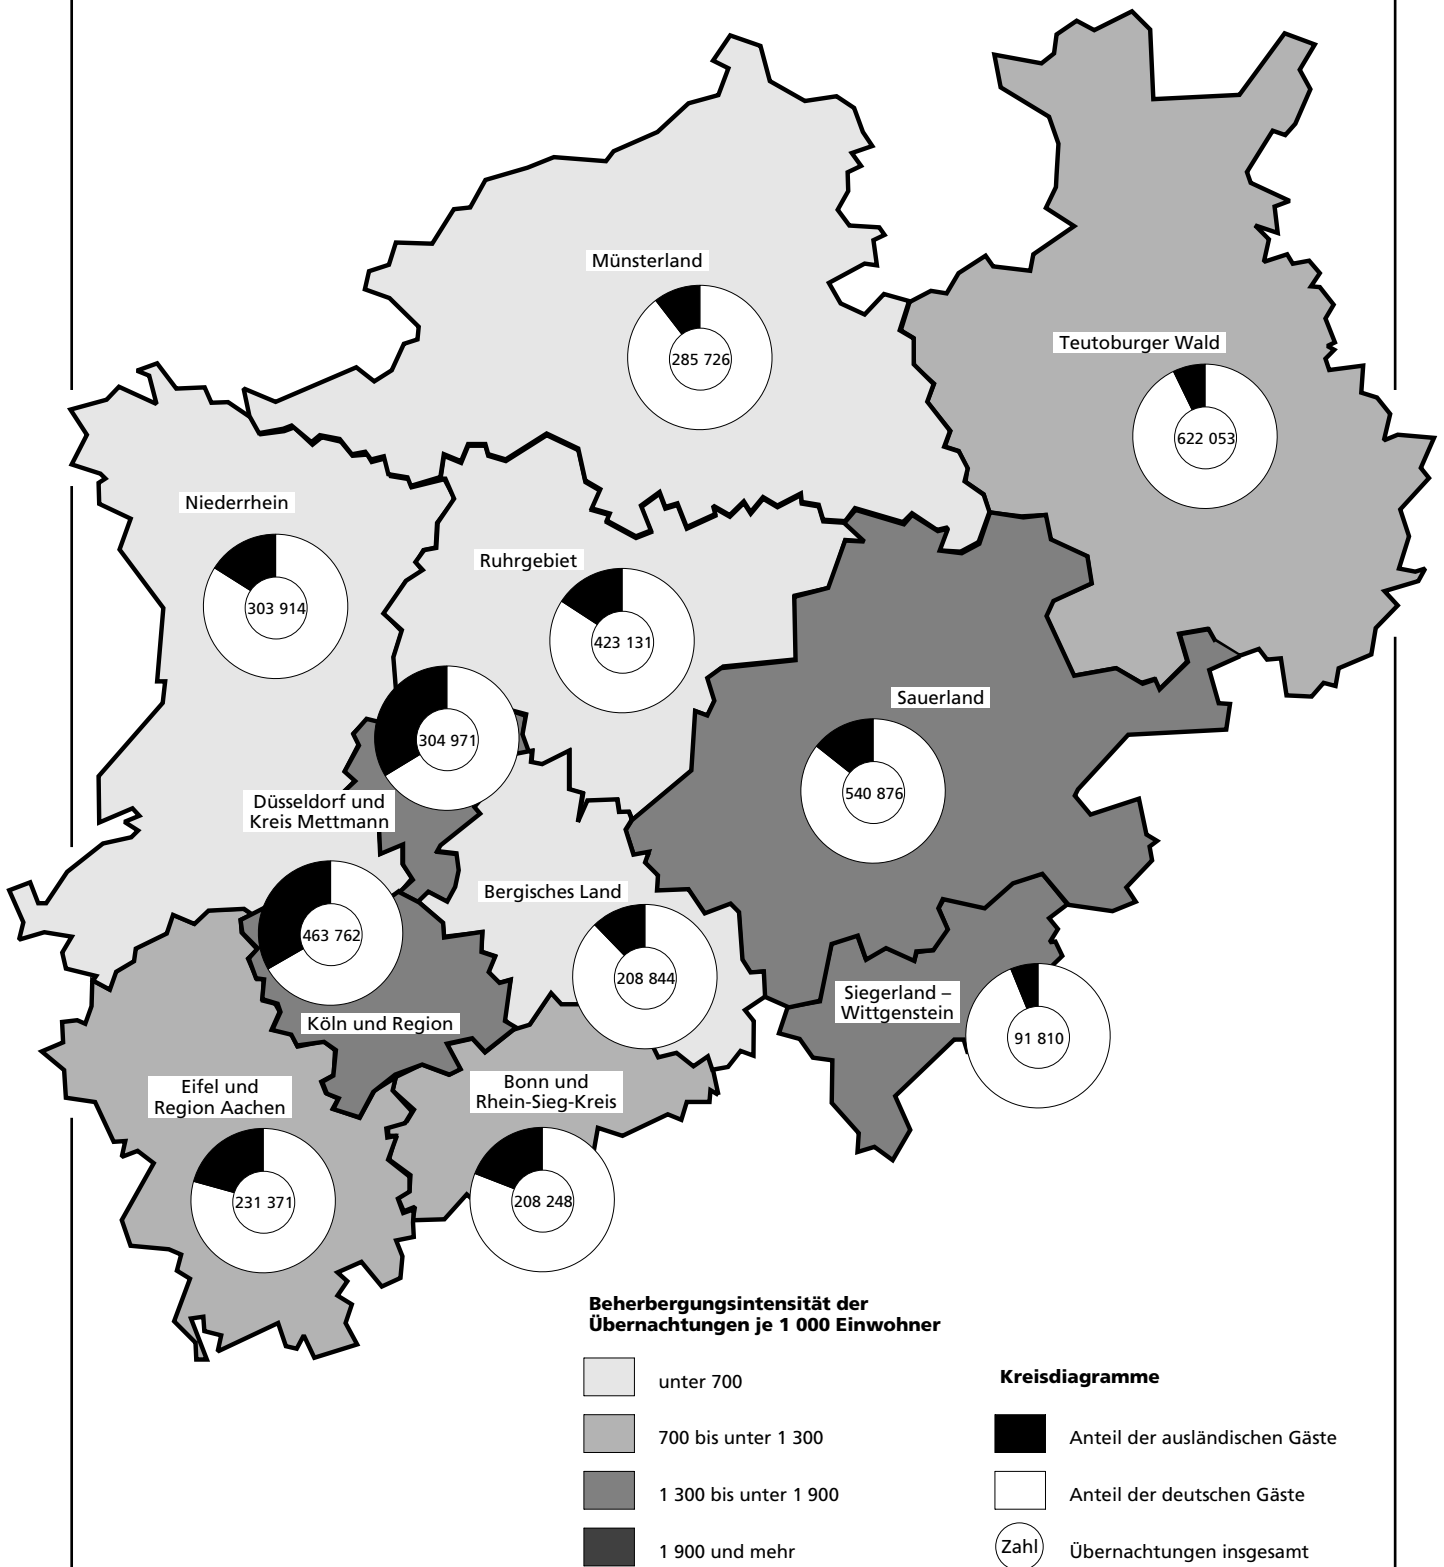 Münsterland
285 726
Teutoburger Wald
622 053
Niederrhein
303 914
Ruhrgebiet
423 131
Sauerland
540 876
304 971
Düsseldorf und
Kreis Mettmann
463 762
Köln und Region
Bergisches Land
208 844
Siegerland –
Wittgenstein
91 810
Eifel und
Region Aachen
231 371
Bonn und
Rhein-Sieg-Kreis
208 248
Beherbergungsintensität der
Übernachtungen je 1 000 Einwohner
unter 700
700 bis unter 1 300
1 300 bis unter 1 900
1 900 und mehr
Kreisdiagramme
Anteil der ausländischen Gäste
Anteil der deutschen Gäste
Zahl
Übernachtungen insgesamt